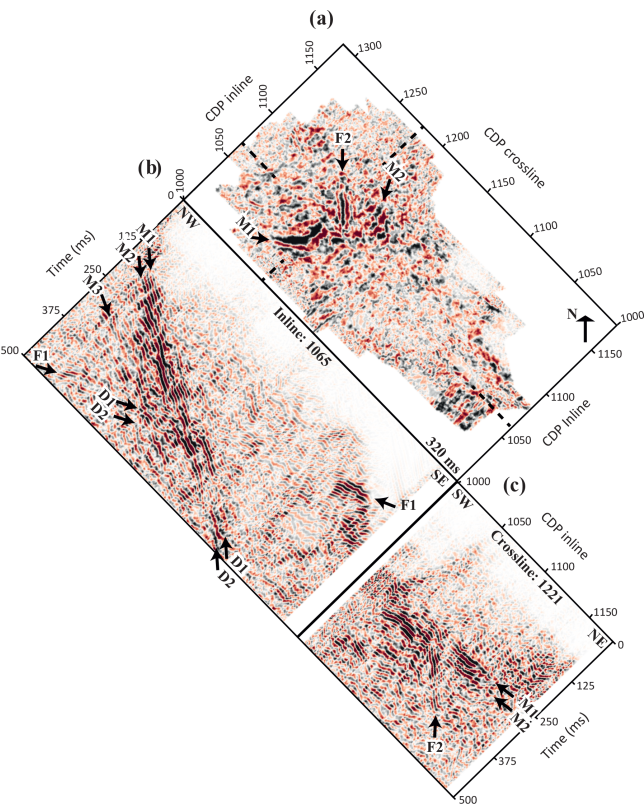 (a)
1300
1250
1200
1150
1100
1050
1000
CDP crossline
1150
1100
1050
1000
CDP inline
F2
M2
M1
N
1150
1100
1050
1000
CDP Inline
320 ms
(b)
NW
SE
Inline: 1065
0
125
250
375
500
Time (ms)
M1
M2
M3
F1
D1
D2
F1
D1
D2
(c)
SW
NE
Crossline: 1221
1050
1100
1150
CDP inline
0
125
250
375
500
Time (ms)
M1
M2
F2